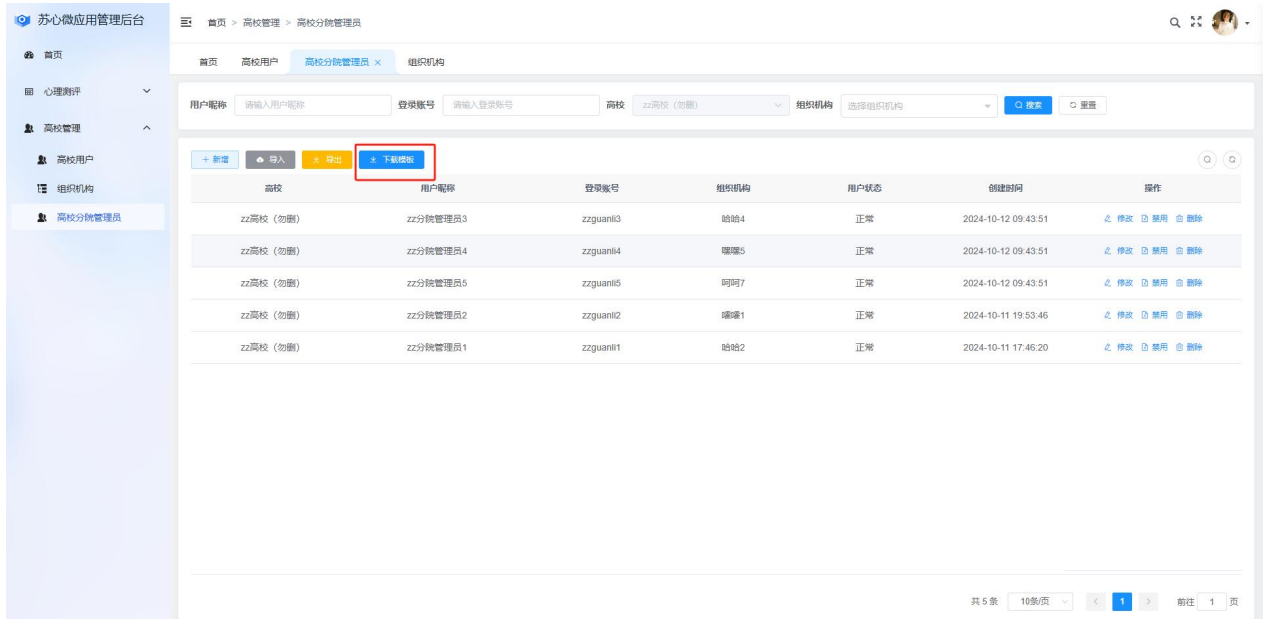 苏心微应用管理后台
首页 > 高校管理 > 高校分院管理员
首页
心理测评
高校管理
高校用户
组织机构
高校分院管理员
首页 高校用户 高校分院管理员 × 组织机构
用户昵称 请输入用户昵称 登录账号 请输入登录账号 高校 zz高校（勿删） 组织机构 选择组织机构 搜索 重置
+ 新增 导入 导出 下载模板
高校 用户昵称 登录账号 组织机构 用户状态 创建时间 操作
zz高校（勿删） zz分院管理员3 zzguanli3 哈哈4 正常 2024-10-12 09:43:51 修改 禁用 删除
zz高校（勿删） zz分院管理员4 zzguanli4 嘿嘿5 正常 2024-10-12 09:43:51 修改 禁用 删除
zz高校（勿删） zz分院管理员5 zzguanli5 呵呵7 正常 2024-10-12 09:43:51 修改 禁用 删除
zz高校（勿删） zz分院管理员2 zzguanli2 嚯嚯1 正常 2024-10-11 19:53:46 修改 禁用 删除
zz高校（勿删） zz分院管理员1 zzguanli1 哈哈2 正常 2024-10-11 17:46:20 修改 禁用 删除
共 5 条 10条/页 < 1 > 前往 1 页